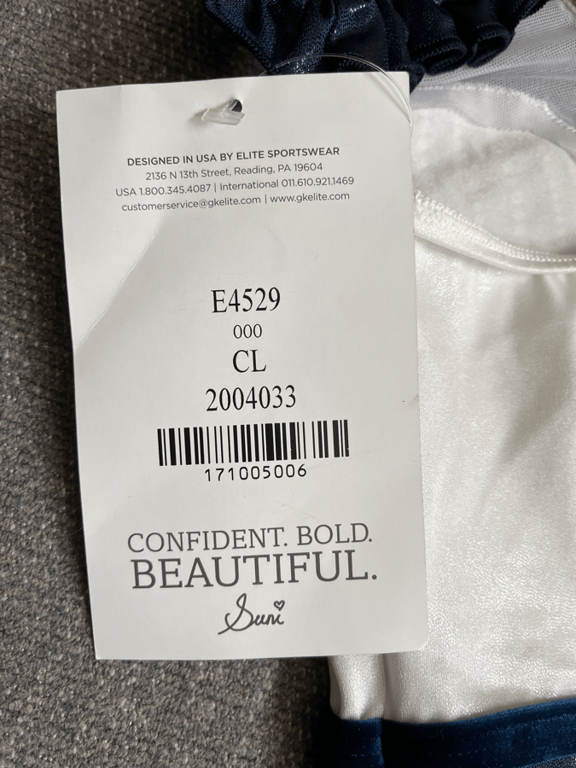 DESIGNED IN USA BY ELITE SPORTSWEAR
2136 N 13th Street, Reading, PA 19604
USA 1.800.345.4087 | International 011.610.921.1469
customerservice@gkelite.com | www.gkelite.com
E4529
000
CL
2004033
171005006
CONFIDENT. BOLD.
BEAUTIFUL.
Suni